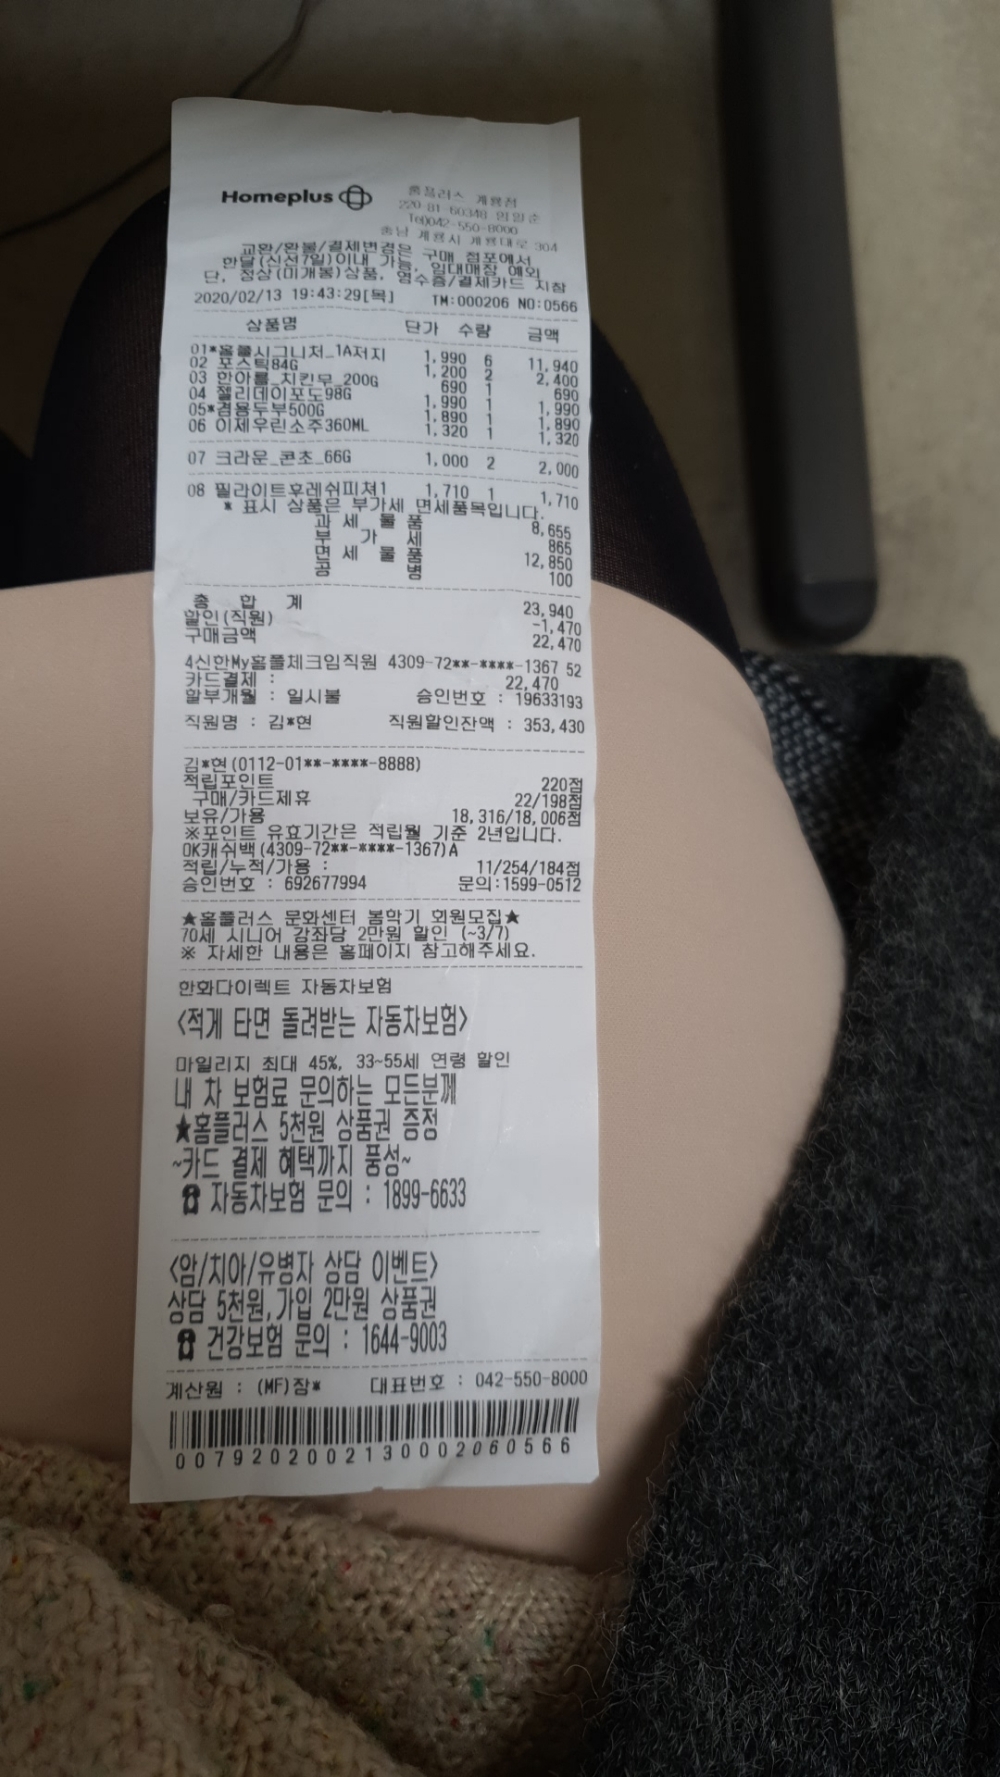 Homeplus
홈플러스 계룡점
220-81-60348 임일순
Tel)042-550-8000
충남 계룡시 계룡대로 304
교환/환불/결제변경은 구매 점포에서
한달(신선7일)이내 가능, 임대매장 예외
단, 정상(미개봉)상품, 영수증/결제카드 지참
2020/02/13 19:43:29[목] TM:000206 NO:0566
상품명 단가 수량 금액
01*홈플시그니처_1A저지 1,990 6 11,940
02 포스틱84G 1,200 2 2,400
03 한아름_치킨무_200G 690 1 690
04 젤리데이포도98G 1,990 1 1,990
05*겸용두부500G 1,890 1 1,890
06 이제우린소주360ML 1,320 1 1,320
07 크라운_콘초_66G 1,000 2 2,000
08 필라이트후레쉬피쳐1 1,710 1 1,710
* 표시 상품은 부가세 면세품목입니다.
과 세 물 품 8,655
부 가 세 865
면 세 물 품 12,850
공 병 100
총 합 계 23,940
할인(직원) -1,470
구매금액 22,470
4신한My홈플체크임직원 4309-72**-****-1367 52
카드결제 : 22,470
할부개월 : 일시불 승인번호 : 19633193
직원명 : 김*현 직원할인잔액 : 353,430
김*현(0112-01**-****-8888)
적립포인트 220점
구매/카드제휴 22/198점
보유/가용 18,316/18,006점
※포인트 유효기간은 적립월 기준 2년입니다.
OK캐쉬백(4309-72**-****-1367)A
적립/누적/가용 : 11/254/184점
승인번호 : 692677994 문의:1599-0512
★홈플러스 문화센터 봄학기 회원모집★
70세 시니어 강좌당 2만원 할인 (~3/7)
※ 자세한 내용은 홈페이지 참고해주세요.
한화다이렉트 자동차보험
<적게 타면 돌려받는 자동차보험>
마일리지 최대 45%, 33~55세 연령 할인
내 차 보험료 문의하는 모든분께
★홈플러스 5천원 상품권 증정
~카드 결제 혜택까지 풍성~
☎ 자동차보험 문의 : 1899-6633
<암/치아/유병자 상담 이벤트>
상담 5천원,가입 2만원 상품권
☎ 건강보험 문의 : 1644-9003
계산원 : (MF)장* 대표번호 : 042-550-8000
0079202002130002060566